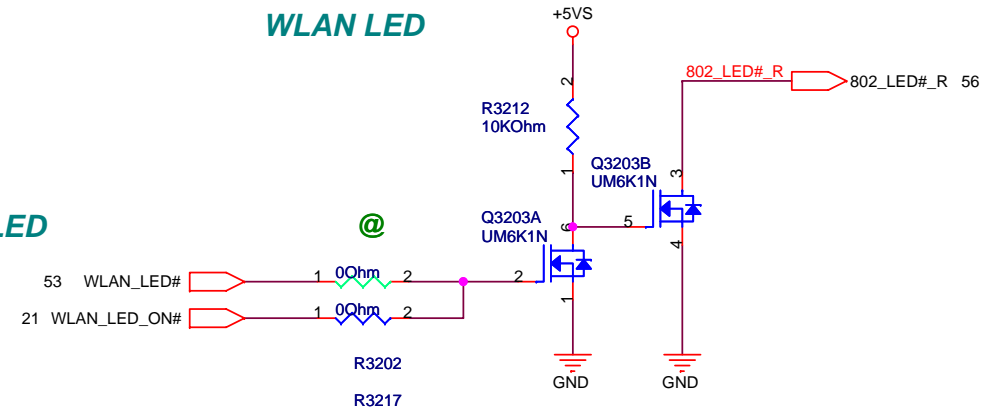 WLAN LED
+5VS
802_LED#_R
802_LED#_R 56
2
R3212
10KOhm
1
Q3203B
UM6K1N
3
5
4
LED
@
Q3203A
UM6K1N
6
2
1
53 WLAN_LED#
1 0Ohm 2
21 WLAN_LED_ON#
1 0Ohm 2
R3202
R3217
GND
GND